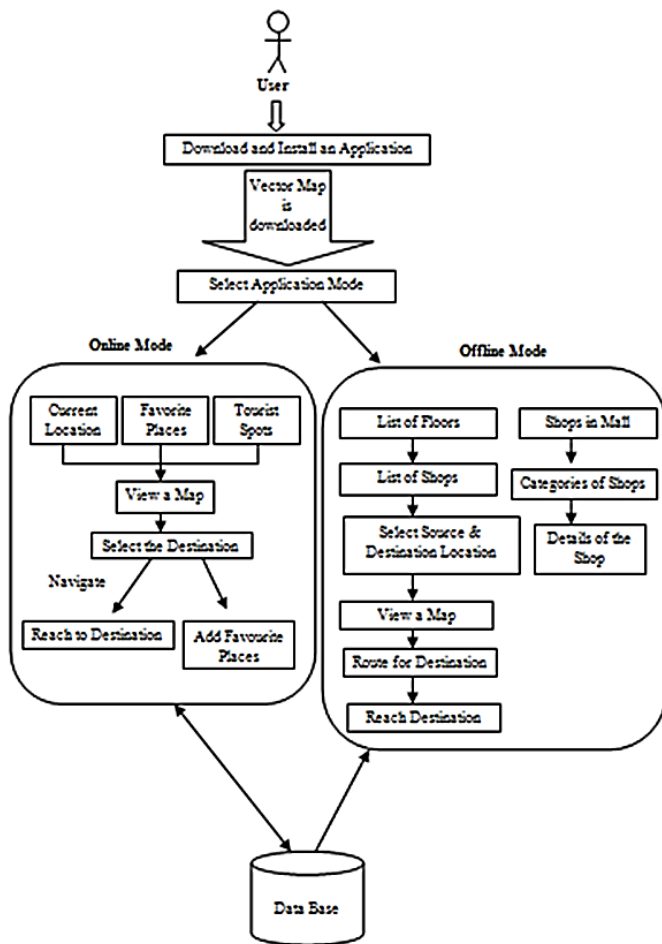 User
Download and Install an Application
Vector Map
is
downloaded
Select Application Mode
Online Mode
Current
Location
Favorite
Places
Tourist
Spots
View a Map
Select the Destination
Navigate
Reach to Destination
Add Favourite
Places
Offline Mode
List of Floors
List of Shops
Select Source &
Destination Location
View a Map
Route for Destination
Reach Destination
Shops in Mall
Categories of Shops
Details of the
Shop
Data Base